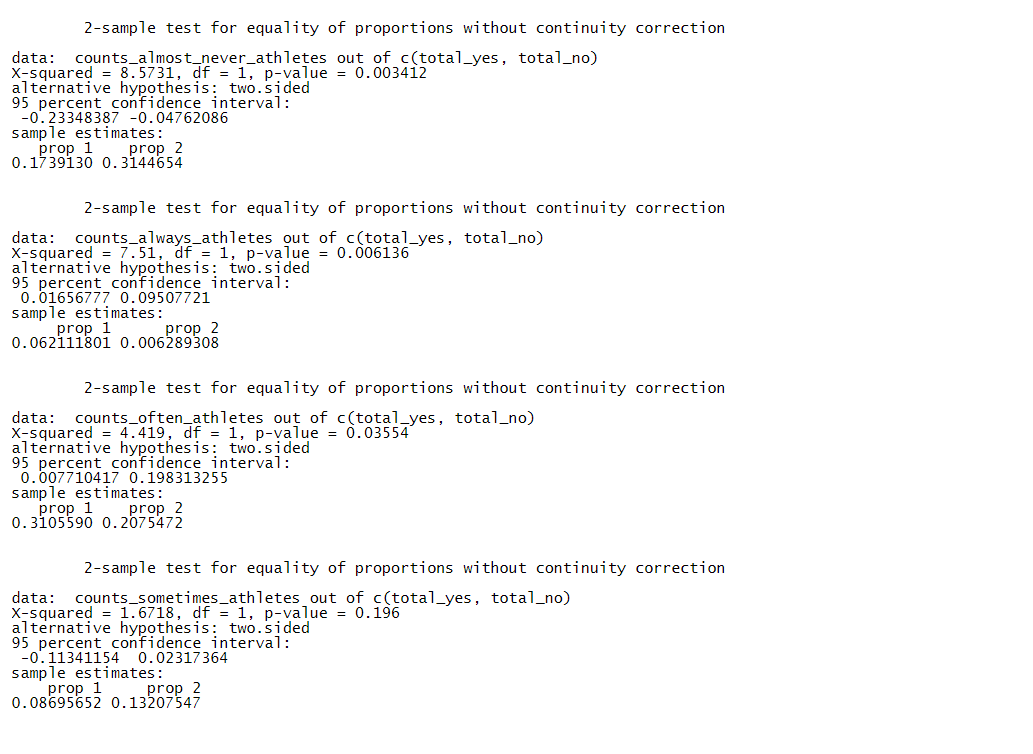 2-sample test for equality of proportions without continuity correction
data:  counts_almost_never_athletes out of c(total_yes, total_no)
X-squared = 8.5731, df = 1, p-value = 0.003412
alternative hypothesis: two.sided
95 percent confidence interval:
 -0.23348387 -0.04762086
sample estimates:
   prop 1    prop 2
0.1739130 0.3144654
2-sample test for equality of proportions without continuity correction
data:  counts_always_athletes out of c(total_yes, total_no)
X-squared = 7.51, df = 1, p-value = 0.006136
alternative hypothesis: two.sided
95 percent confidence interval:
 0.01656777 0.09507721
sample estimates:
     prop 1      prop 2
0.062111801 0.006289308
2-sample test for equality of proportions without continuity correction
data:  counts_often_athletes out of c(total_yes, total_no)
X-squared = 4.419, df = 1, p-value = 0.03554
alternative hypothesis: two.sided
95 percent confidence interval:
 0.007710417 0.198313255
sample estimates:
   prop 1    prop 2
0.3105590 0.2075472
2-sample test for equality of proportions without continuity correction
data:  counts_sometimes_athletes out of c(total_yes, total_no)
X-squared = 1.6718, df = 1, p-value = 0.196
alternative hypothesis: two.sided
95 percent confidence interval:
 -0.11341154  0.02317364
sample estimates:
    prop 1     prop 2
0.08695652 0.13207547